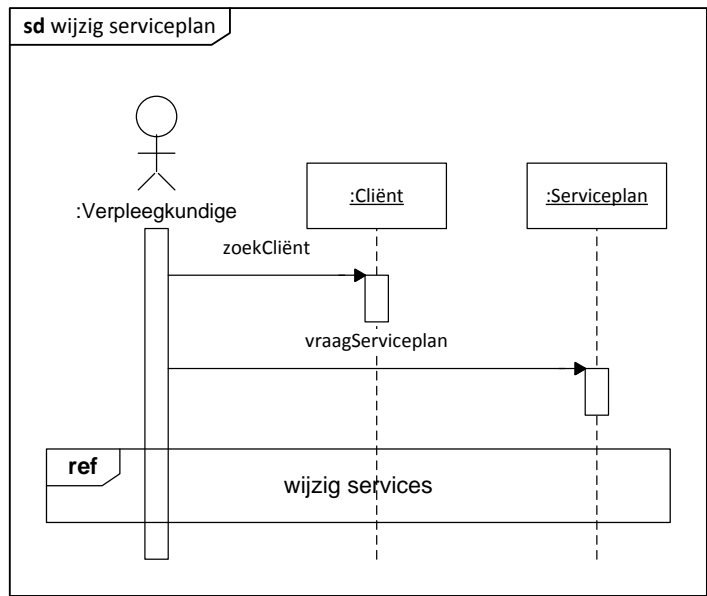 sd wijzig serviceplan
:Verpleegkundige
:Cliënt
:Serviceplan
zoekCliënt
vraagServiceplan
ref
wijzig services